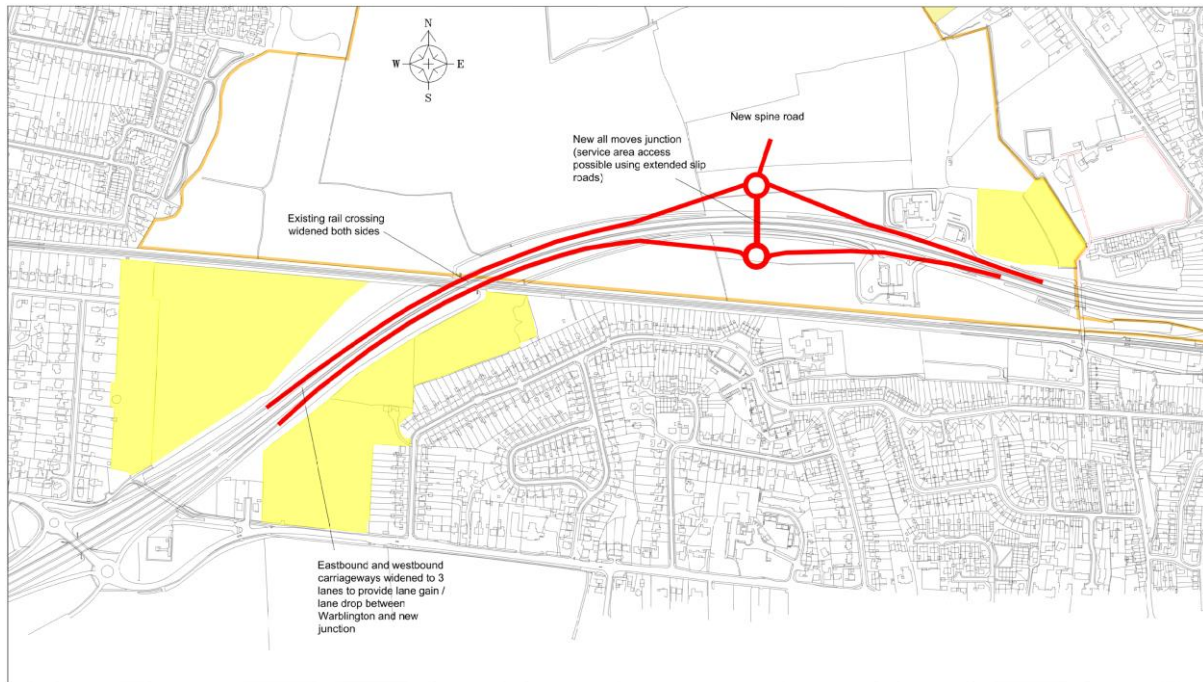 N
W
E
S
New spine road
New all moves junction
(service area access
possible using extended slip
roads)
Existing rail crossing
widened both sides
Eastbound and westbound
carriageways widened to 3
lanes to provide lane gain /
lane drop between
Warblington and new
junction